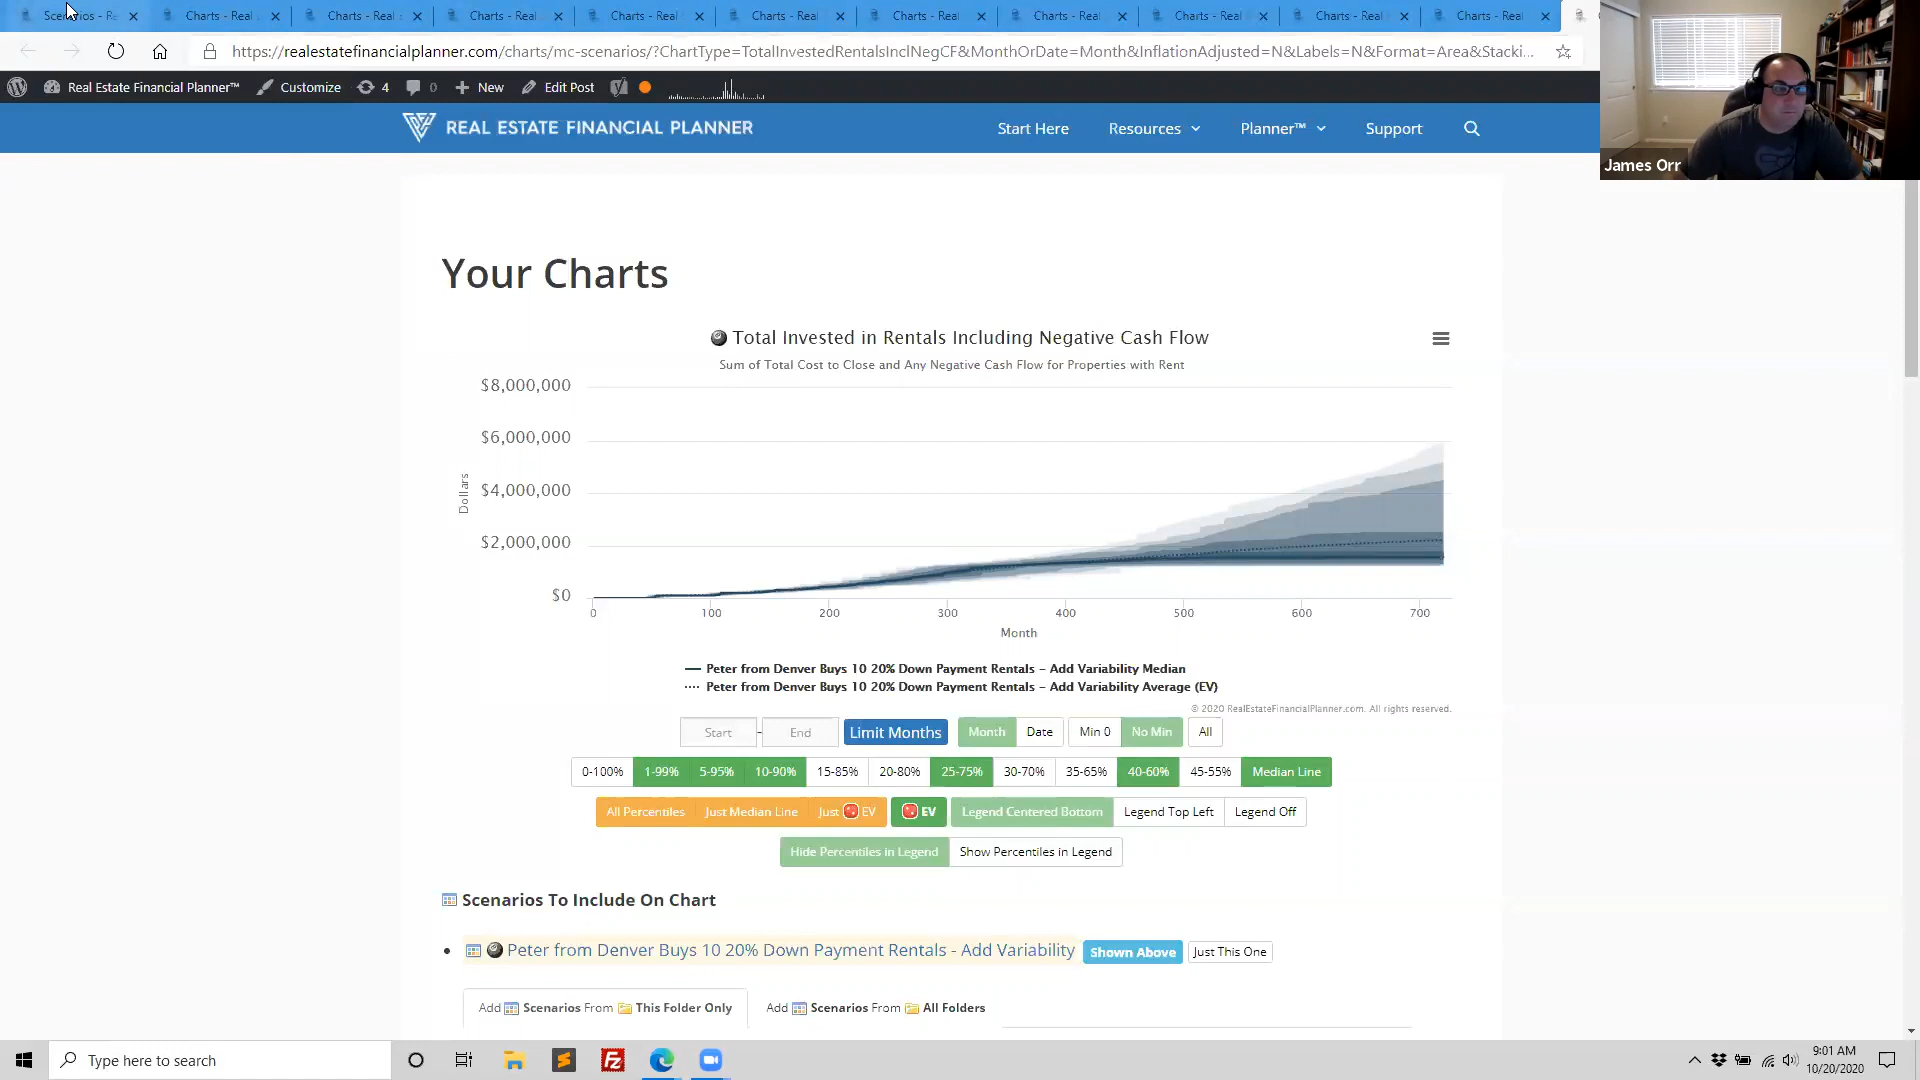 Scenarios - Re
Charts - Real
Charts - Real
Charts - Real
Charts - Real
Charts - Real
Charts - Real
Charts - Real
Charts - Real
Charts - Real
Charts - Real
https://realestatefinancialplanner.com/charts/mc-scenarios/?ChartType=TotalInvestedRentalsInclNegCF&MonthOrDate=Month&InflationAdjusted=N&Labels=N&Format=Area&Stacki...
Real Estate Financial Planner™ Customize 4 0 New Edit Post
REAL ESTATE FINANCIAL PLANNER Start Here Resources Planner™ Support
James Orr
Your Charts
Total Invested in Rentals Including Negative Cash Flow
Sum of Total Cost to Close and Any Negative Cash Flow for Properties with Rent
$8,000,000
$6,000,000
$4,000,000
$2,000,000
$0
Dollars
0 100 200 300 400 500 600 700
Month
Peter from Denver Buys 10 20% Down Payment Rentals - Add Variability Median
Peter from Denver Buys 10 20% Down Payment Rentals - Add Variability Average (EV)
© 2020 RealEstateFinancialPlanner.com. All rights reserved.
Start - End Limit Months Month Date Min 0 No Min All
0-100% 1-99% 5-95% 10-90% 15-85% 20-80% 25-75% 30-70% 35-65% 40-60% 45-55% Median Line
All Percentiles Just Median Line Just EV EV Legend Centered Bottom Legend Top Left Legend Off
Hide Percentiles in Legend Show Percentiles in Legend
Scenarios To Include On Chart
• Peter from Denver Buys 10 20% Down Payment Rentals - Add Variability Shown Above Just This One
Add Scenarios From This Folder Only Add Scenarios From All Folders
Type here to search
9:01 AM
10/20/2020